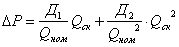 ΔP = Д₁/Qном Qск + Д₂/Qном² · Qск²